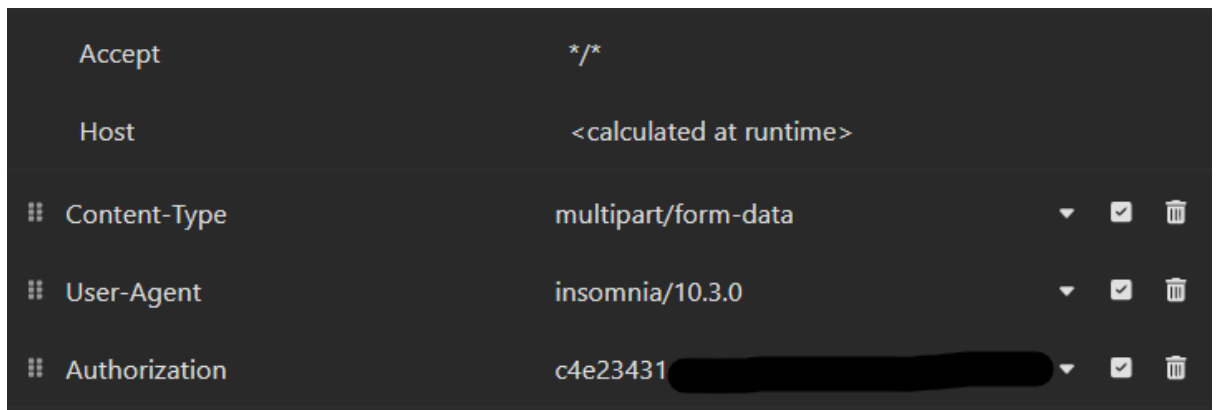 Accept */*
Host <calculated at runtime>
Content-Type multipart/form-data
User-Agent insomnia/10.3.0
Authorization c4e23431